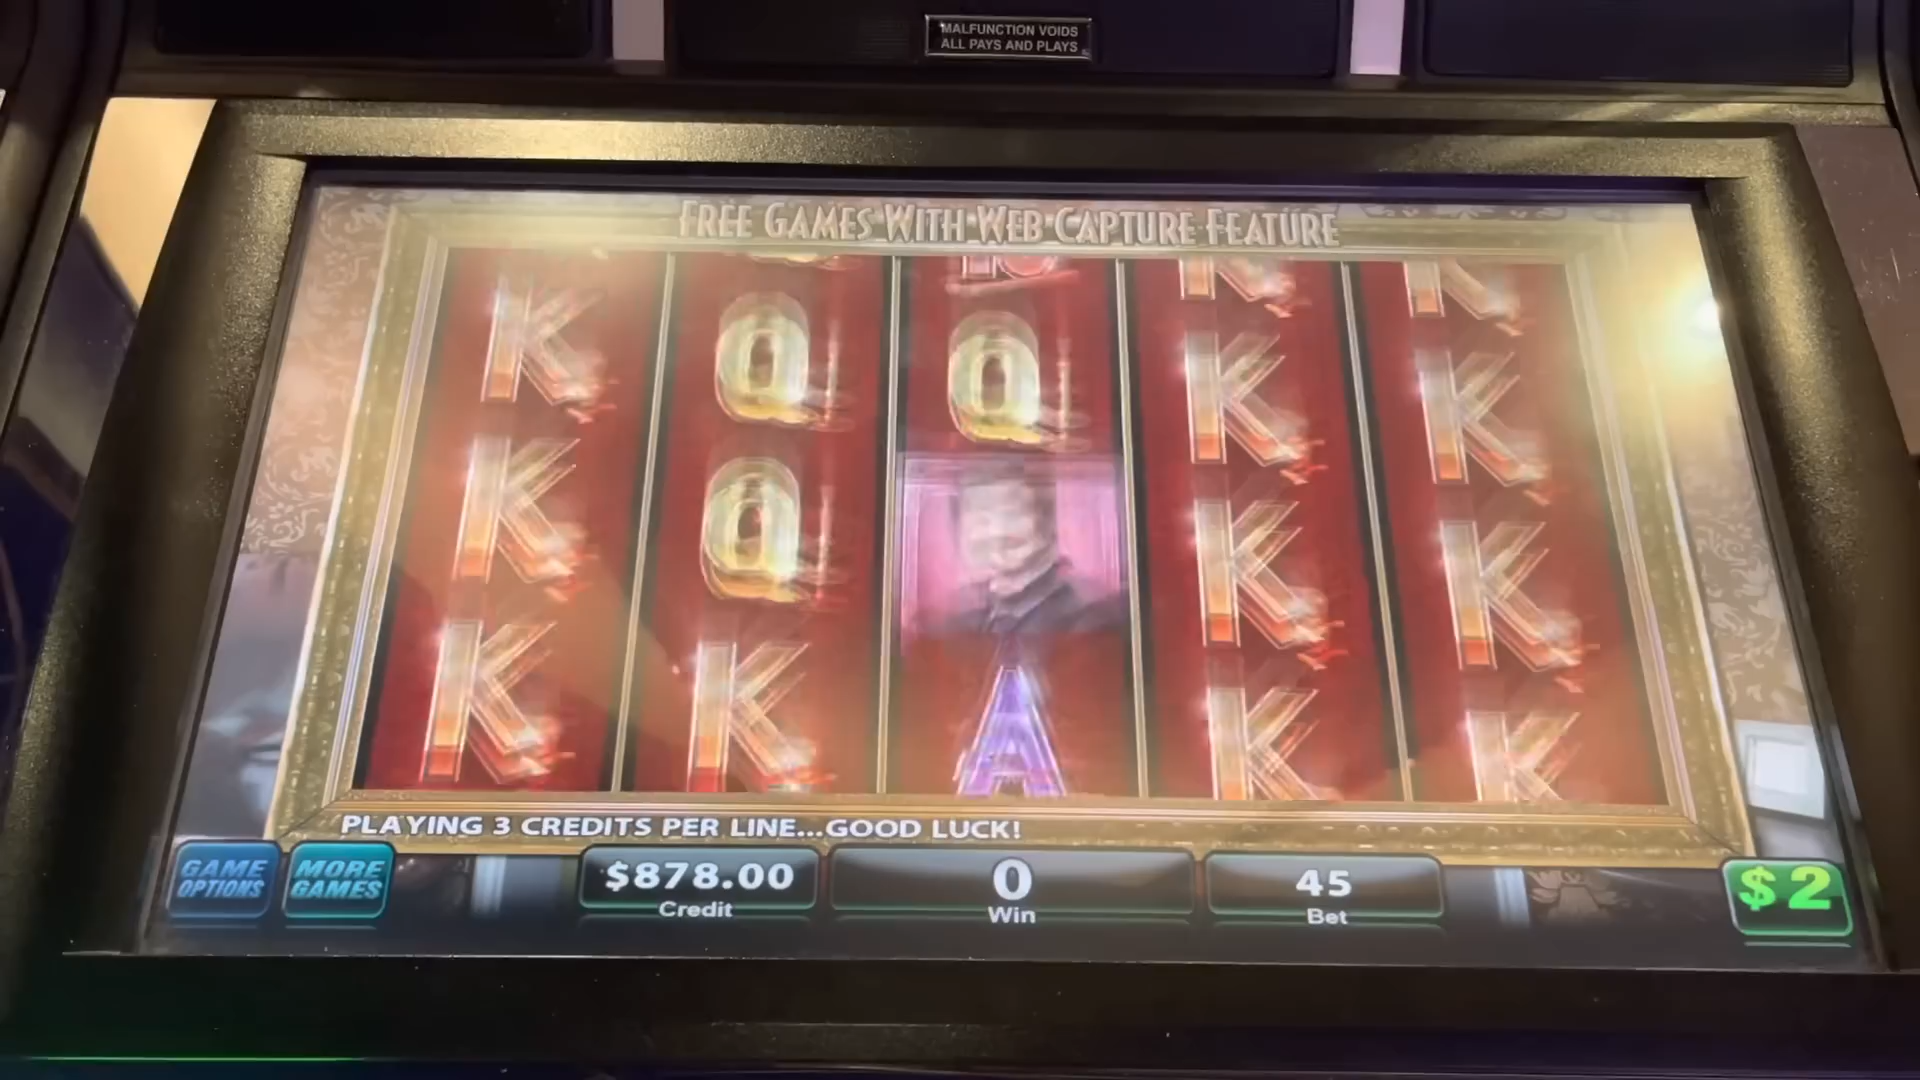 MALFUNCTION VOIDS
ALL PAYS AND PLAYS
FREE GAMES WITH WEB CAPTURE FEATURE
K Q Q K K
K Q K K
K K A K K
PLAYING 3 CREDITS PER LINE...GOOD LUCK!
GAME
OPTIONS
MORE
GAMES
$878.00
Credit
0
Win
45
Bet
$2